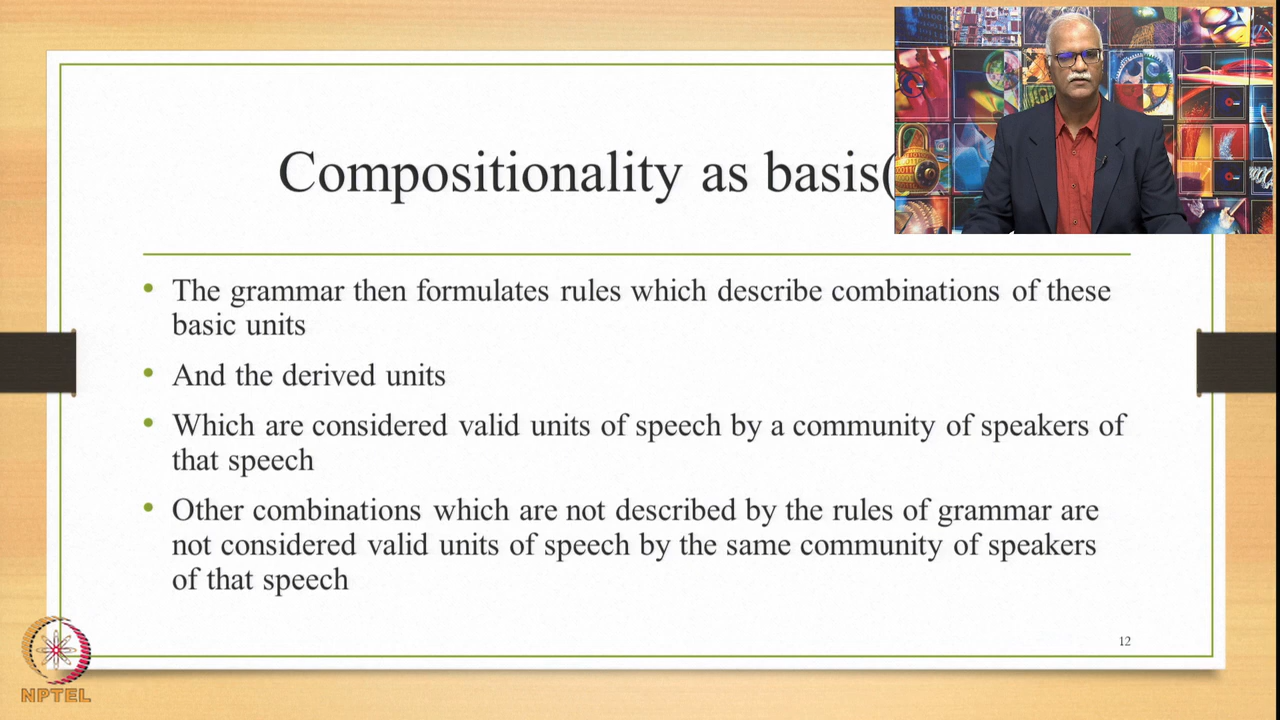 Compositionality as basis(
• The grammar then formulates rules which describe combinations of these
basic units
• And the derived units
• Which are considered valid units of speech by a community of speakers of
that speech
• Other combinations which are not described by the rules of grammar are
not considered valid units of speech by the same community of speakers
of that speech
12
NPTEL